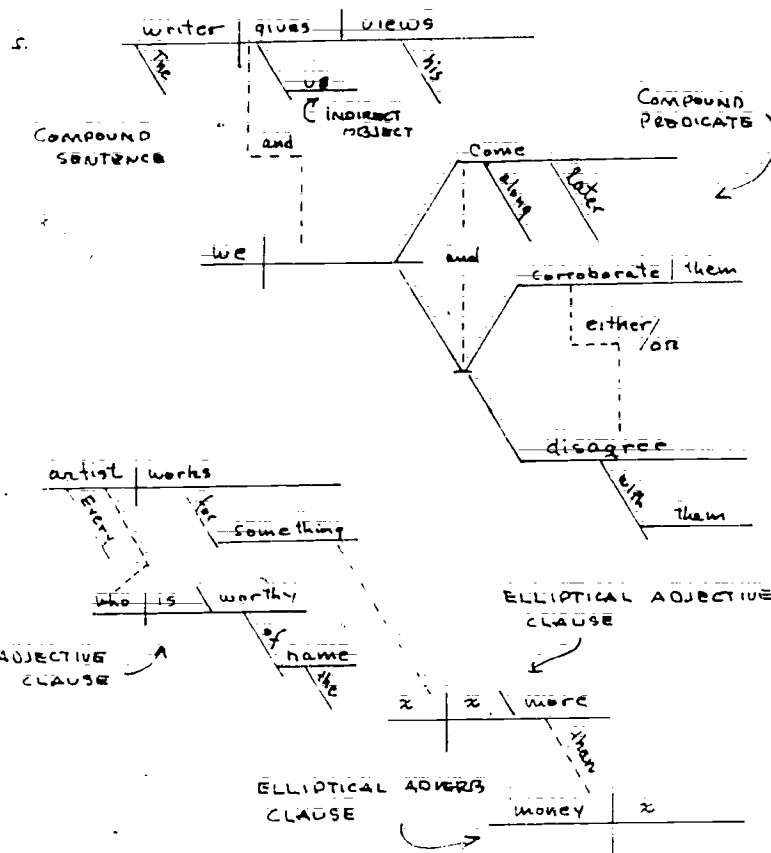 5.
writer gives views
The
us
his
INDIRECT
OBJECT
COMPOUND
SENTENCE
and
COMPOUND
PREDICATE
come
along
later
we
and
corroborate them
either/
/OR
disagree
with
them
artist works
Every
for
something
who is worthy
of
name
the
ADJECTIVE
CLAUSE
ELLIPTICAL ADJECTIVE
CLAUSE
x x more
than
ELLIPTICAL ADVERB
CLAUSE
money x